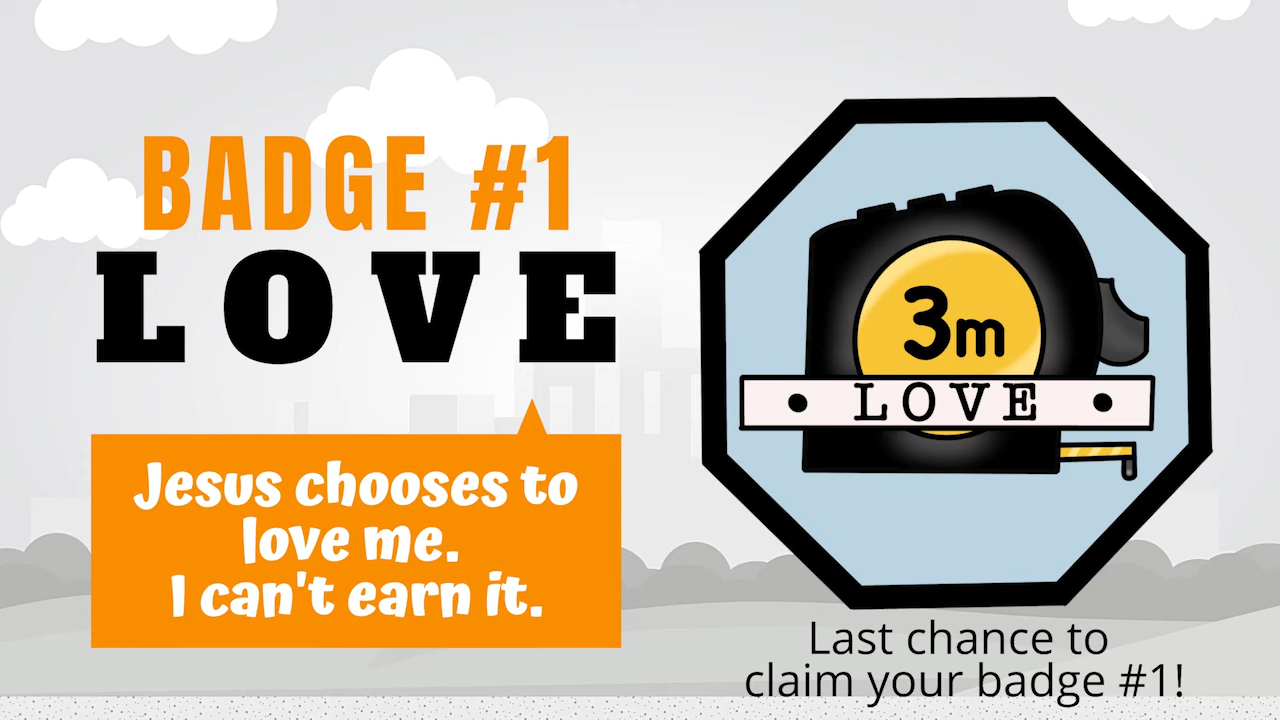 BADGE #1
LOVE
Jesus chooses to
love me.
I can't earn it.
3m
LOVE
Last chance to
claim your badge #1!